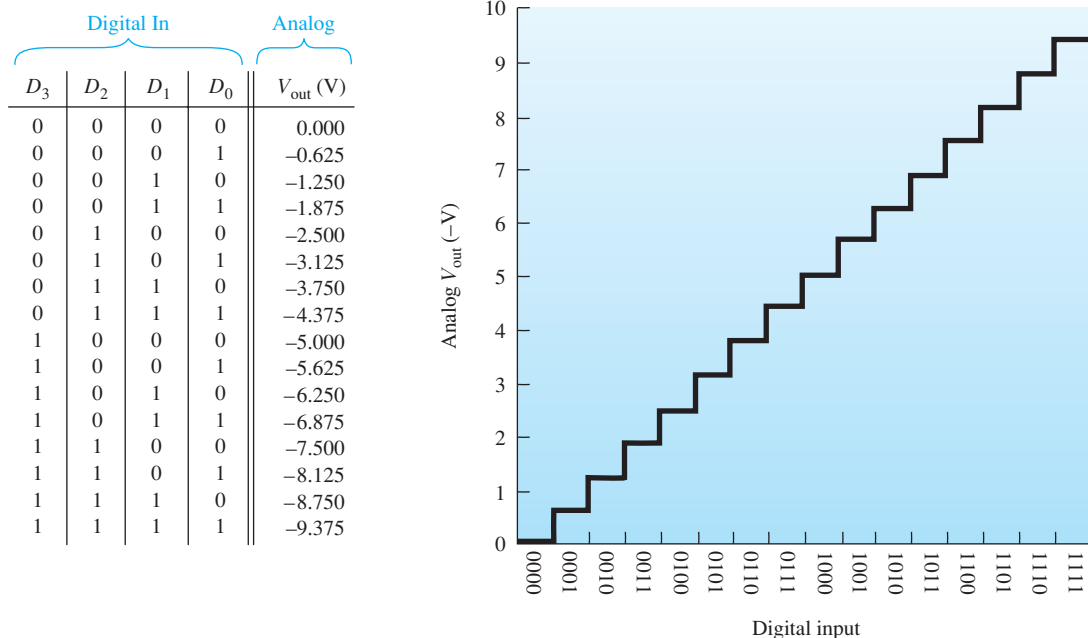 Digital In Analog
D3 D2 D1 D0 Vout (V)
0 0 0 0 0.000
0 0 0 1 –0.625
0 0 1 0 –1.250
0 0 1 1 –1.875
0 1 0 0 –2.500
0 1 0 1 –3.125
0 1 1 0 –3.750
0 1 1 1 –4.375
1 0 0 0 –5.000
1 0 0 1 –5.625
1 0 1 0 –6.250
1 0 1 1 –6.875
1 1 0 0 –7.500
1 1 0 1 –8.125
1 1 1 0 –8.750
1 1 1 1 –9.375
Analog Vout (–V)
10
9
8
7
6
5
4
3
2
1
0
0000 0001 0010 0011 0100 0101 0110 0111 1000 1001 1010 1011 1100 1101 1110 1111
Digital input